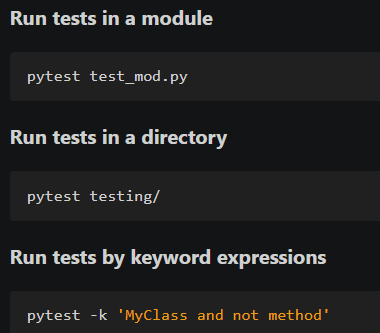 Run tests in a module
pytest test_mod.py
Run tests in a directory
pytest testing/
Run tests by keyword expressions
pytest -k 'MyClass and not method'